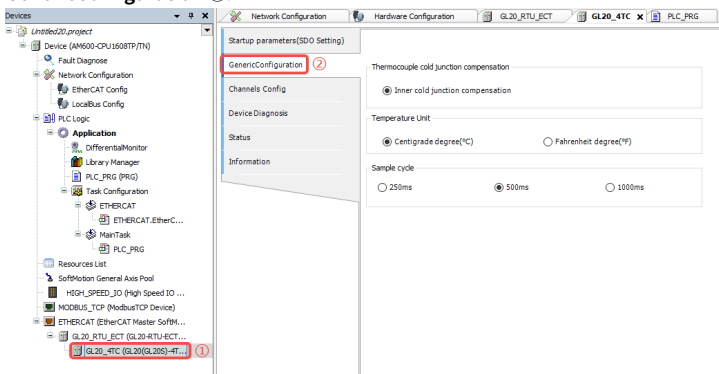 Devices
Untitled20.project
Device (AM600-CPU1608TP/TN)
Fault Diagnose
Network Configuration
EtherCAT Config
LocalBus Config
PLC Logic
Application
DifferentialMonitor
Library Manager
PLC_PRG (PRG)
Task Configuration
ETHERCAT
ETHERCAT.EtherC...
MainTask
PLC_PRG
Resources List
SoftMotion General Axis Pool
HIGH_SPEED_IO (High Speed IO ...
MODBUS_TCP (ModbusTCP Device)
ETHERCAT (EtherCAT Master SoftM...
GL20_RTU_ECT (GL20-RTU-ECT...
GL20_4TC (GL20(GL20S)-4T... ①
Network Configuration Hardware Configuration GL20_RTU_ECT GL20_4TC X PLC_PRG
Startup parameters(SDO Setting)
GenericConfiguration ②
Channels Config
Device Diagnosis
Status
Information
Thermocouple cold junction compensation
Inner cold junction compensation
Temperature Unit
Centigrade degree(°C) Fahrenheit degree(°F)
Sample cycle
250ms 500ms 1000ms